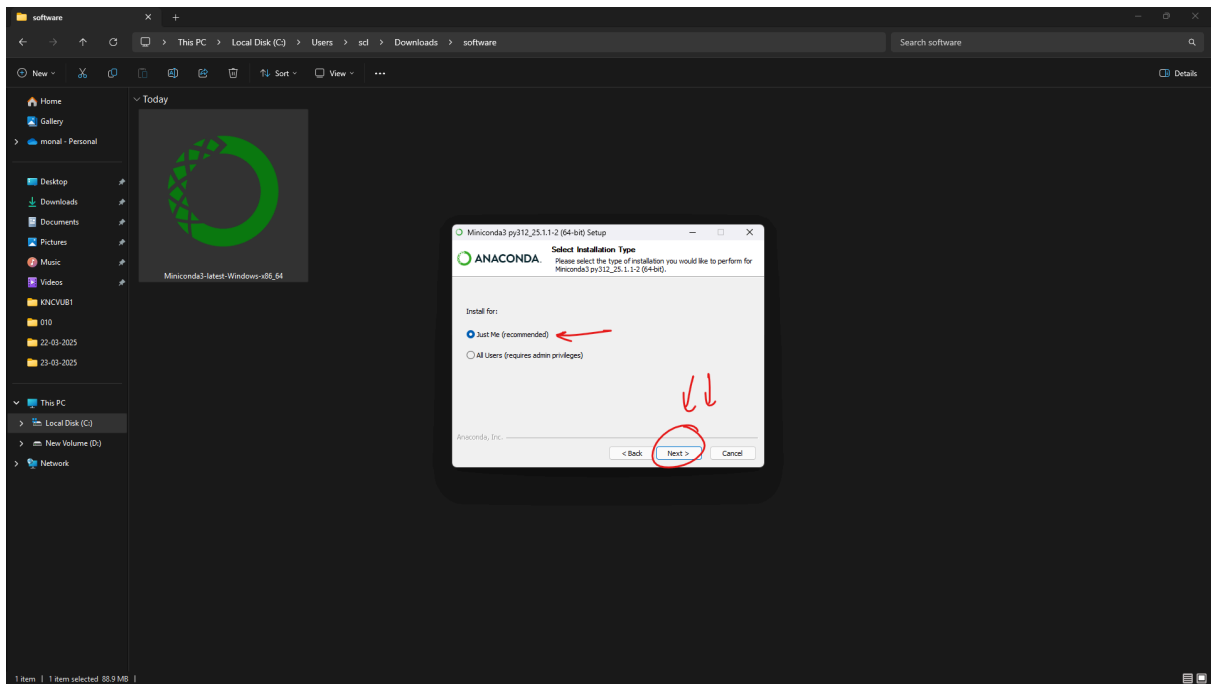 software
This PC > Local Disk (C:) > Users > scl > Downloads > software
Search software
New
Sort
View
Details
Home
Gallery
monal - Personal
Desktop
Downloads
Documents
Pictures
Music
Videos
KNCVUB1
010
22-03-2025
23-03-2025
This PC
Local Disk (C:)
New Volume (D:)
Network
Today
Miniconda3-latest-Windows-x86_64
Miniconda3 py312_25.1.1-2 (64-bit) Setup
ANACONDA.
Select Installation Type
Please select the type of installation you would like to perform for
Miniconda3 py312_25.1.1-2 (64-bit).
Install for:
Just Me (recommended)
All Users (requires admin privileges)
Anaconda, Inc.
< Back Next > Cancel
1 item | 1 item selected 88.9 MB |